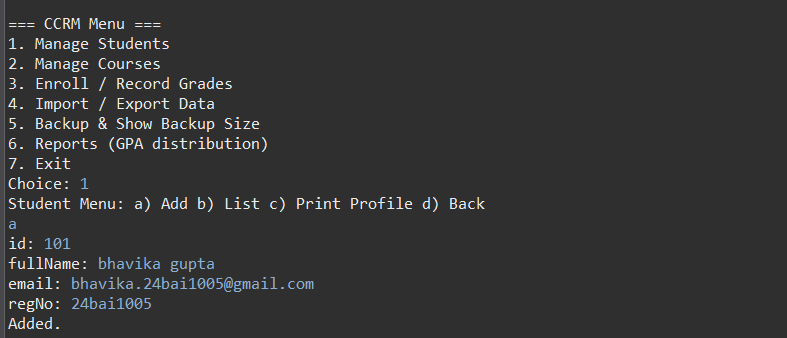 === CCRM Menu ===
1. Manage Students
2. Manage Courses
3. Enroll / Record Grades
4. Import / Export Data
5. Backup & Show Backup Size
6. Reports (GPA distribution)
7. Exit
Choice: 1
Student Menu: a) Add b) List c) Print Profile d) Back
a
id: 101
fullName: bhavika gupta
email: bhavika.24bai1005@gmail.com
regNo: 24bai1005
Added.